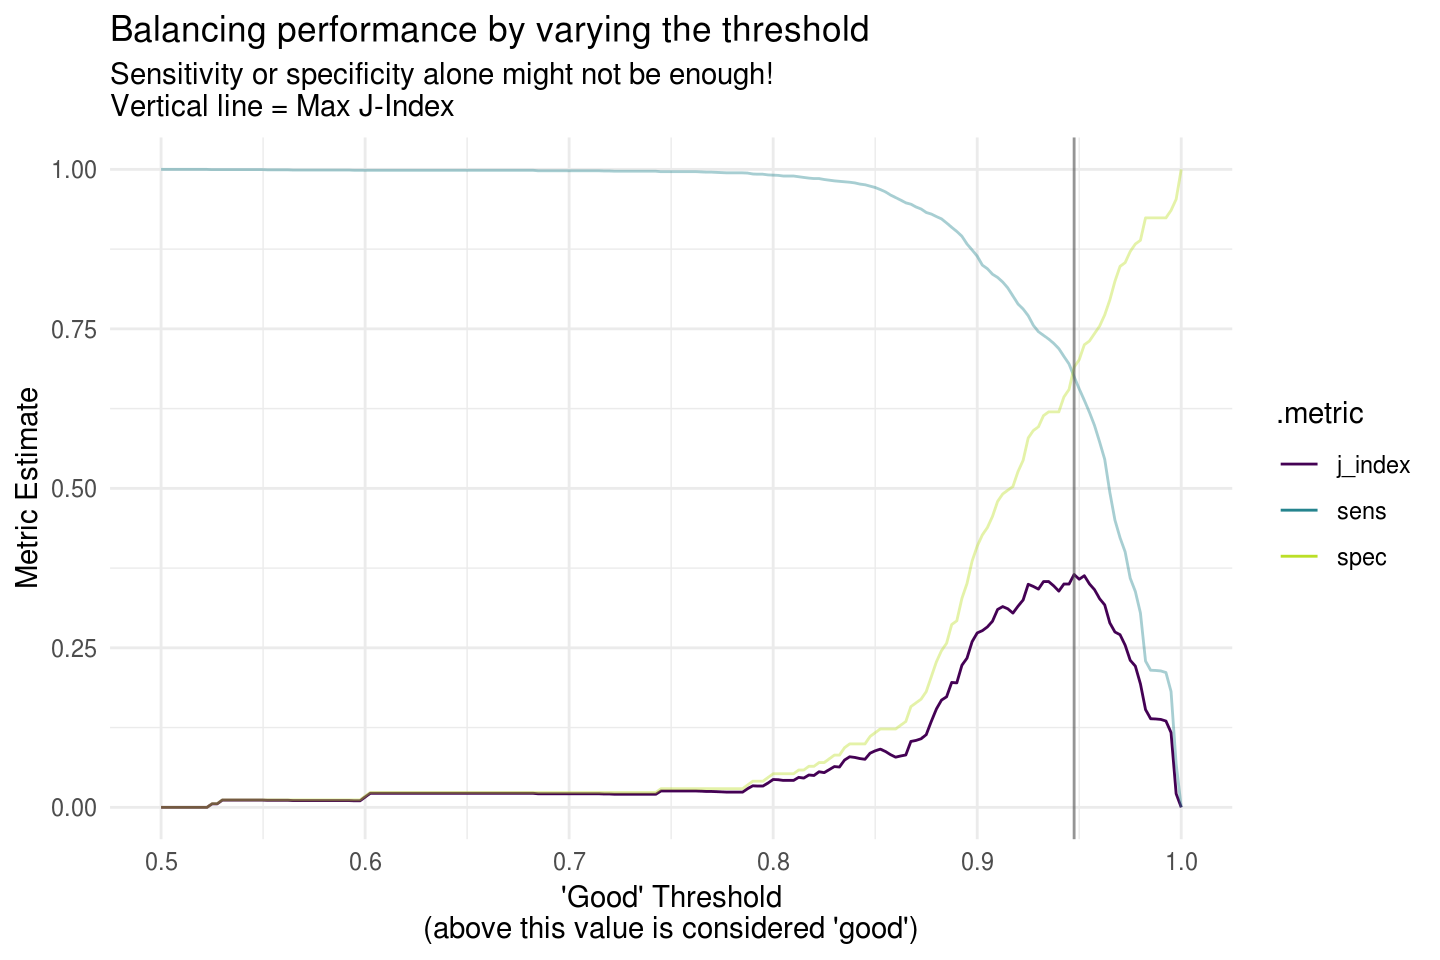 Balancing performance by varying the threshold
Sensitivity or specificity alone might not be enough!
Vertical line = Max J-Index
1.00
0.75
0.50
0.25
0.00
Metric Estimate
0.5 0.6 0.7 0.8 0.9 1.0
'Good' Threshold
(above this value is considered 'good')
.metric
j_index
sens
spec